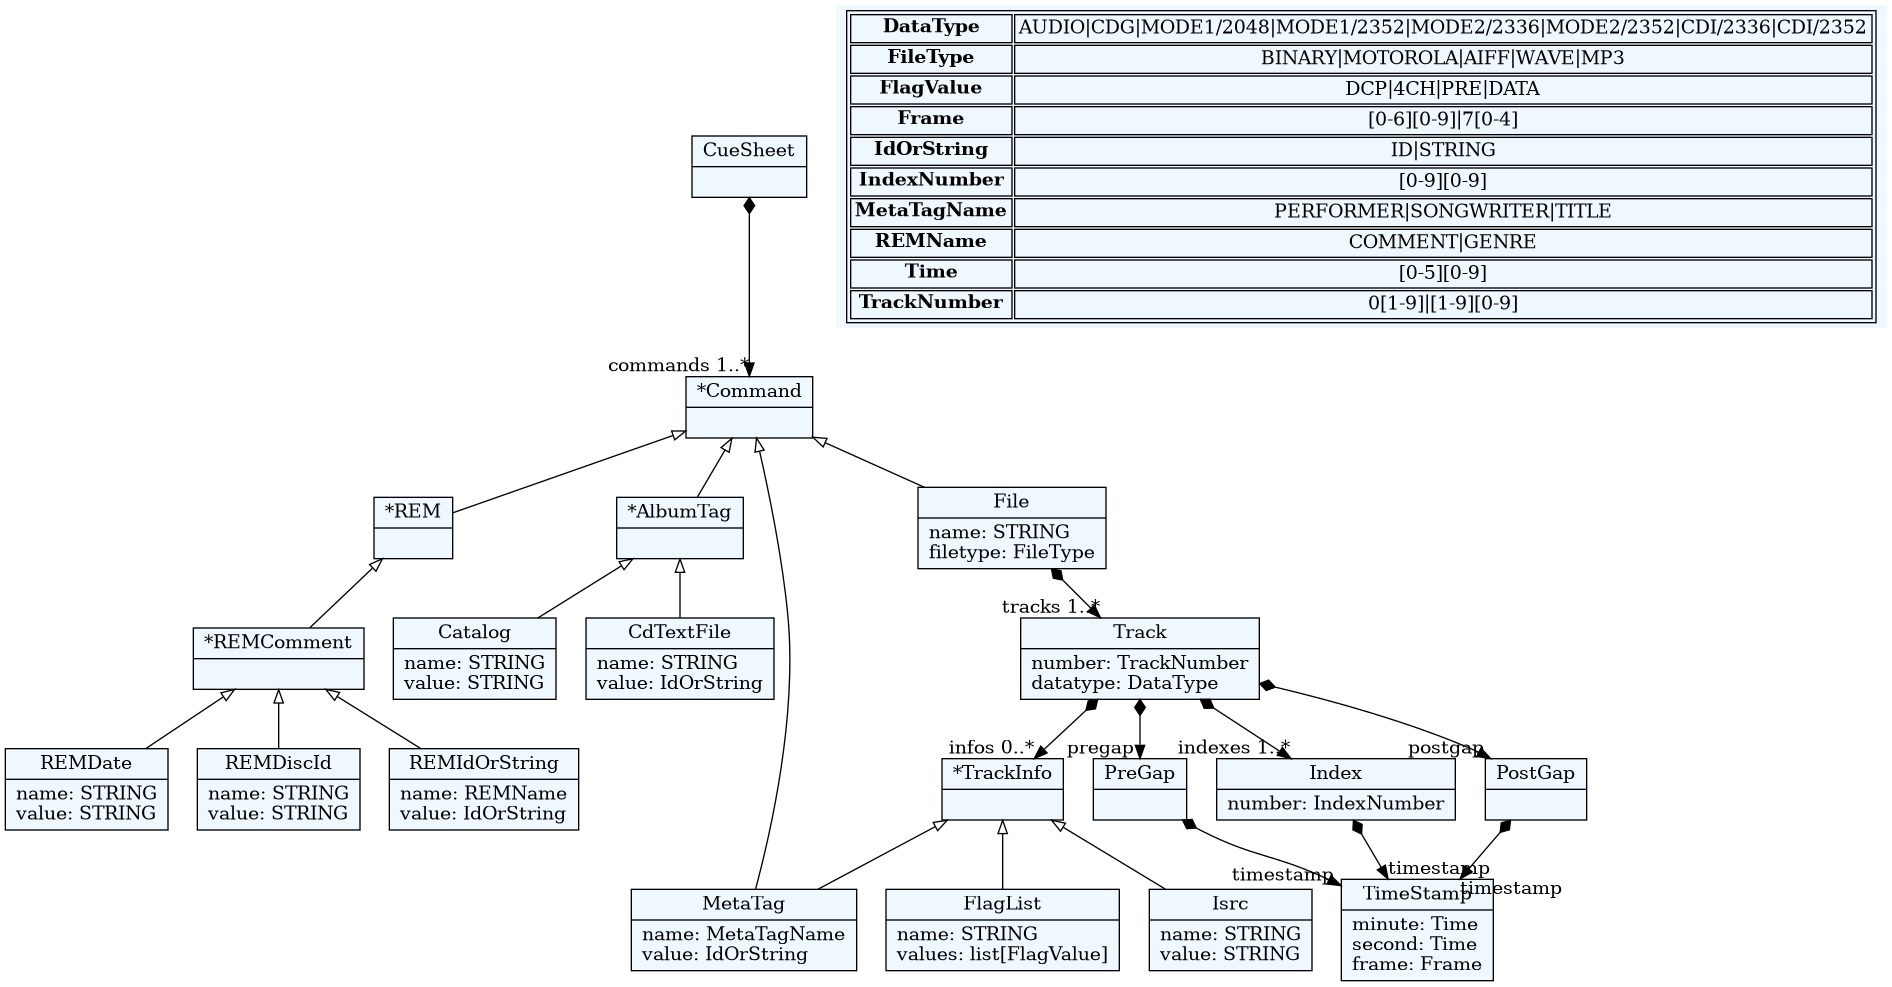 DataType AUDIO|CDG|MODE1/2048|MODE1/2352|MODE2/2336|MODE2/2352|CDI/2336|CDI/2352
FileType BINARY|MOTOROLA|AIFF|WAVE|MP3
FlagValue DCP|4CH|PRE|DATA
Frame [0-6][0-9]|7[0-4]
IdOrString ID|STRING
IndexNumber [0-9][0-9]
MetaTagName PERFORMER|SONGWRITER|TITLE
REMName COMMENT|GENRE
Time [0-5][0-9]
TrackNumber 0[1-9]|[1-9][0-9]
CueSheet
commands 1..*
*Command
*REM
*AlbumTag
File
name: STRING
filetype: FileType
tracks 1..*
*REMComment
Catalog
name: STRING
value: STRING
CdTextFile
name: STRING
value: IdOrString
Track
number: TrackNumber
datatype: DataType
infos 0..*
pregap
indexes 1..*
postgap
REMDate
name: STRING
value: STRING
REMDiscId
name: STRING
value: STRING
REMIdOrString
name: REMName
value: IdOrString
*TrackInfo
PreGap
Index
number: IndexNumber
PostGap
timestamp
timestamp
timestamp
MetaTag
name: MetaTagName
value: IdOrString
FlagList
name: STRING
values: list[FlagValue]
Isrc
name: STRING
value: STRING
TimeStamp
minute: Time
second: Time
frame: Frame